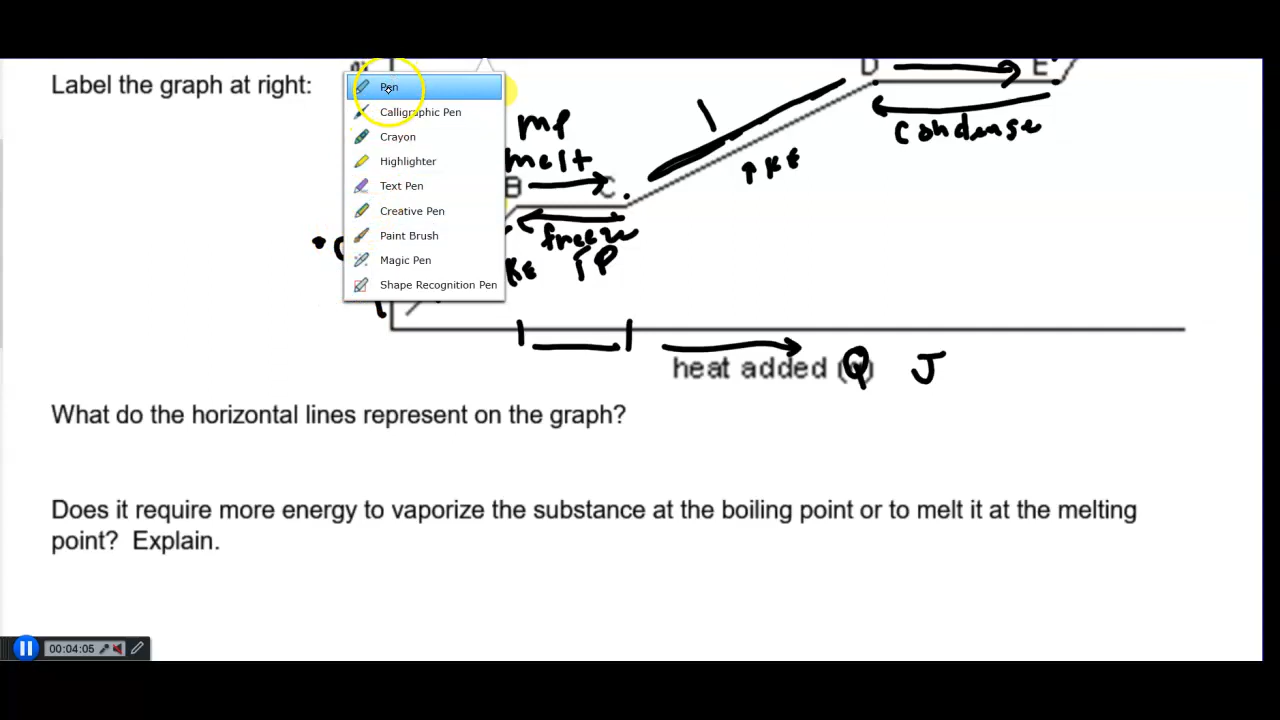 Label the graph at right:
Pen
Calligraphic Pen
Crayon
Highlighter
Text Pen
Creative Pen
Paint Brush
Magic Pen
Shape Recognition Pen
D E
condense
mp
melt
B C
↑ KE
freeze
KE fP
heat added Q J
What do the horizontal lines represent on the graph?
Does it require more energy to vaporize the substance at the boiling point or to melt it at the melting
point? Explain.
00:04:05